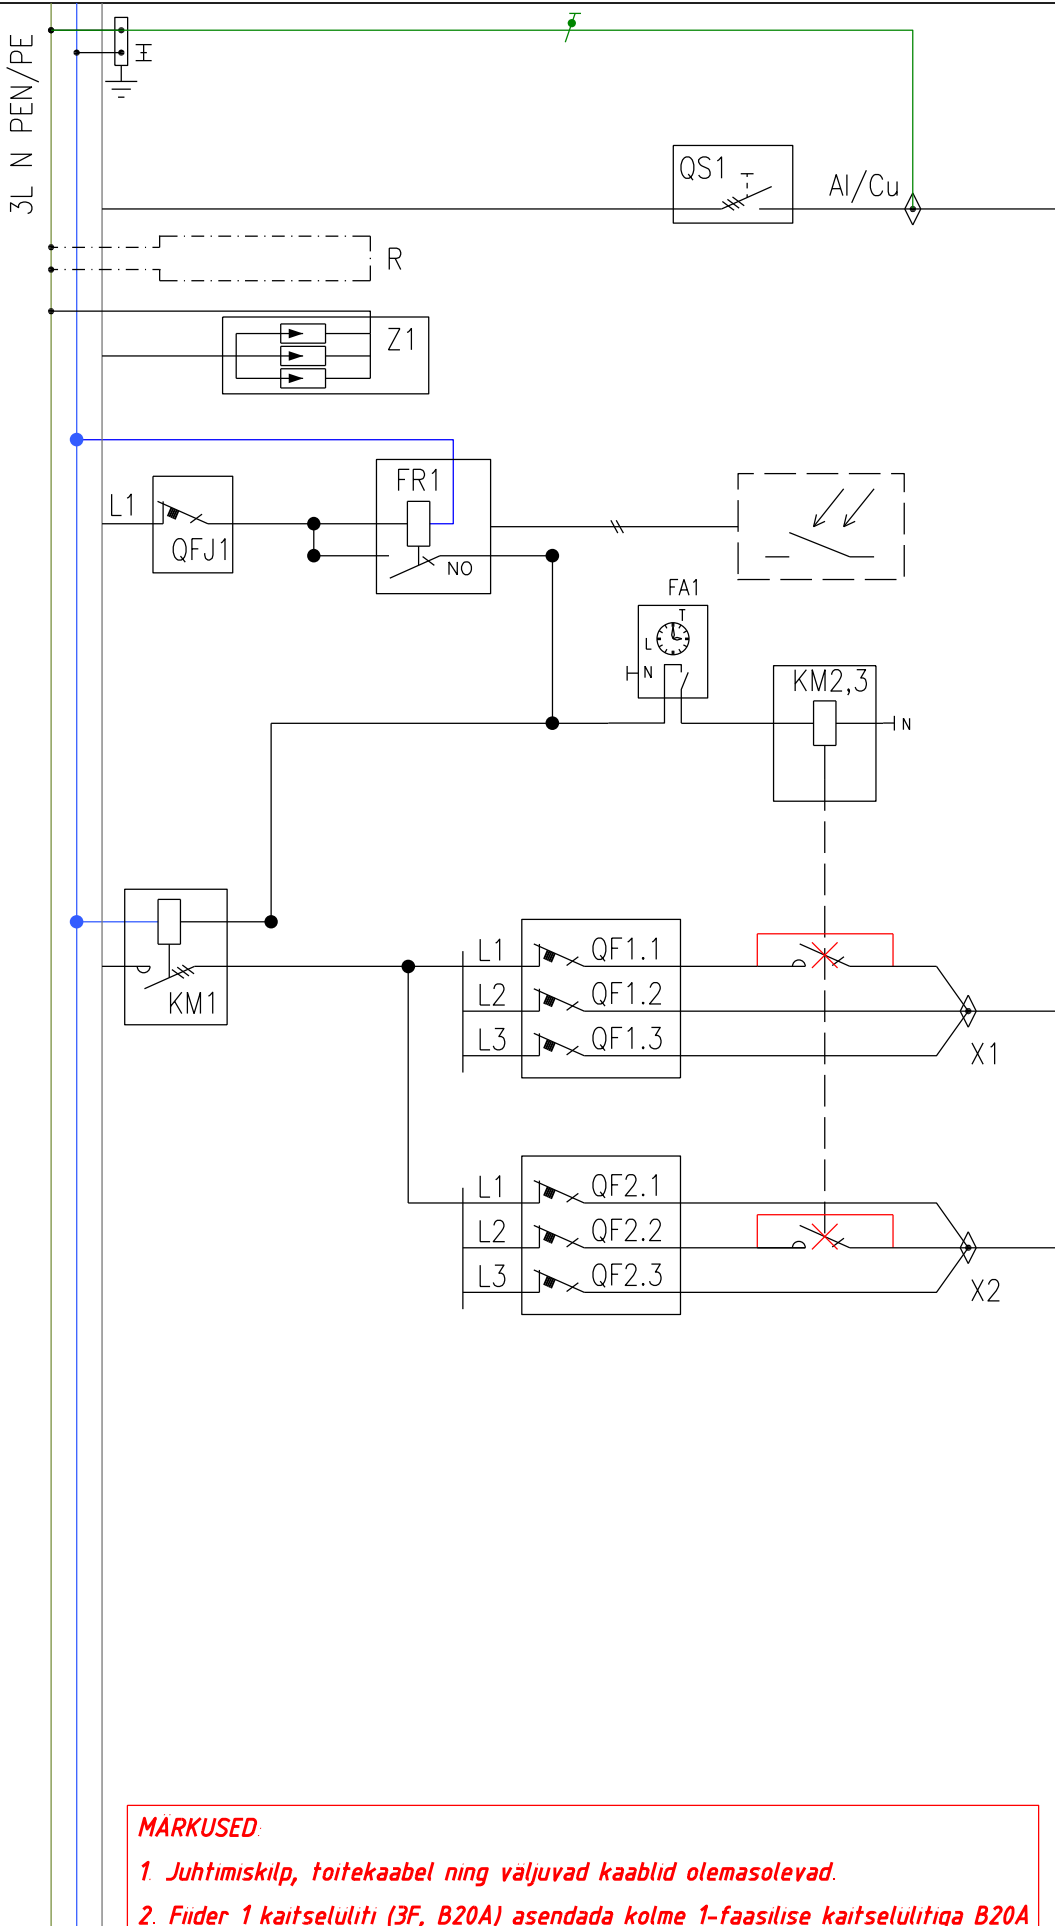 3L N PEN/PE
QS1
Al/Cu
R
Z1
FR1
L1
QFJ1
NO
FA1
T
L
N
KM2,3
N
KM1
L1
QF1.1
L2
QF1.2
L3
QF1.3
X1
L1
QF2.1
L2
QF2.2
L3
QF2.3
X2
MÄRKUSED:
1. Juhtimiskilp, toitekaabel ning väljuvad kaablid olemasolevad.
2. Fiider 1 kaitselüliti (3F, B20A) asendada kolme 1-faasilise kaitselülitiga B20A